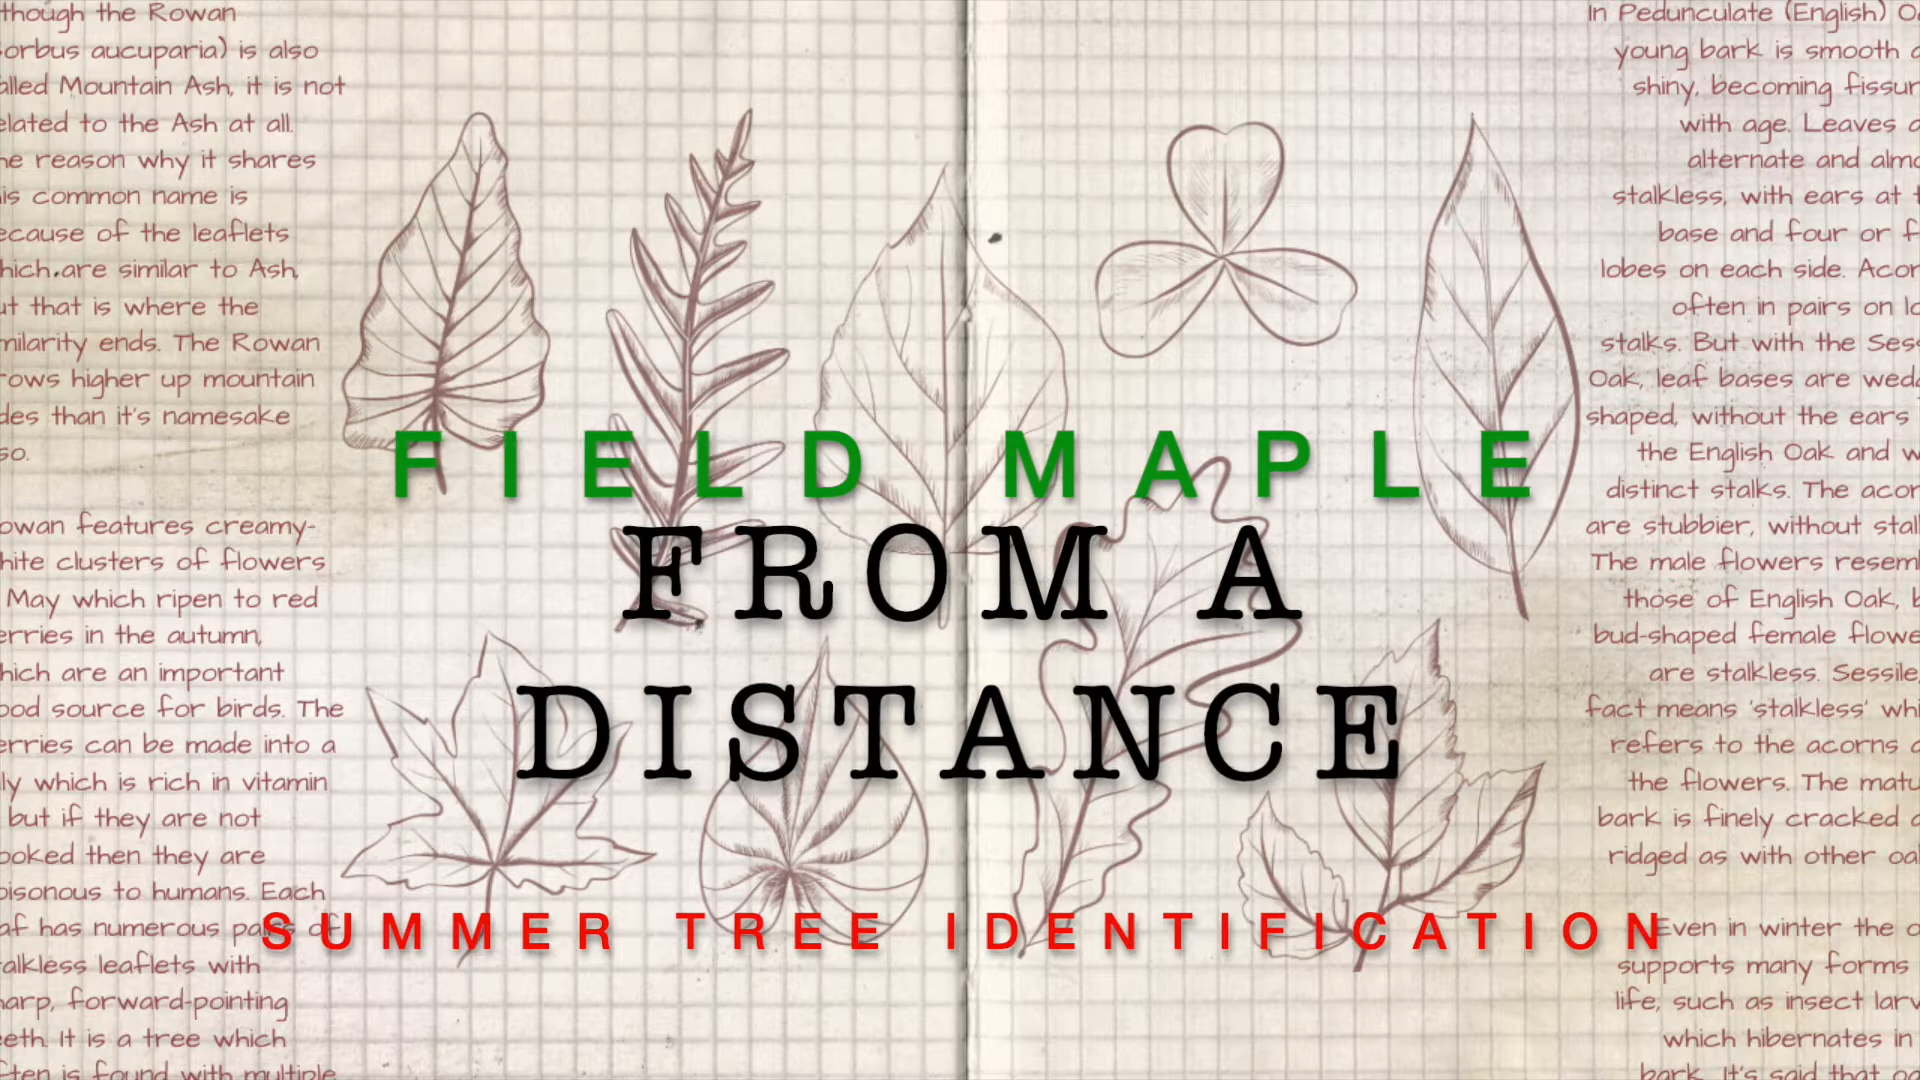 though the Rowan
orbus aucuparia) is also
alled Mountain Ash, it is not
elated to the Ash at all.
he reason why it shares
is common name is
ecause of the leaflets
hich.are similar to Ash,
ut that is where the
milarity ends. The Rowan
rows higher up mountain
des than it's namesake
so.
owan features creamy-
hite clusters of flowers
May which ripen to red
erries in the autumn,
hich are an important
ood source for birds. The
erries can be made into a
lly which is rich in vitamin
but if they are not
ooked then they are
oisonous to humans. Each
af has numerous pairs of
alkless leaflets with
harp, forward-pointing
eeth. It is a tree which
ften is found with multiple
FIELD MAPLE
FROM A
DISTANCE
SUMMER TREE IDENTIFICATION
In Pedunculate (English) O
young bark is smooth a
shiny, becoming fissur
with age. Leaves a
alternate and almo
stalkless, with ears at t
base and four or f
lobes on each side. Acor
often in pairs on lo
stalks. But with the Sess
Oak, leaf bases are wedg
shaped, without the ears
the English Oak and w
distinct stalks. The acor
are stubbier, without stal
The male flowers resem
those of English Oak, b
bud-shaped female flowe
are stalkless. Sessile,
fact means 'stalkless' whi
refers to the acorns a
the flowers. The matu
bark is finely cracked a
ridged as with other oa
Even in winter the o
supports many forms
life, such as insect larv
which hibernates in
bark. It's said that oa